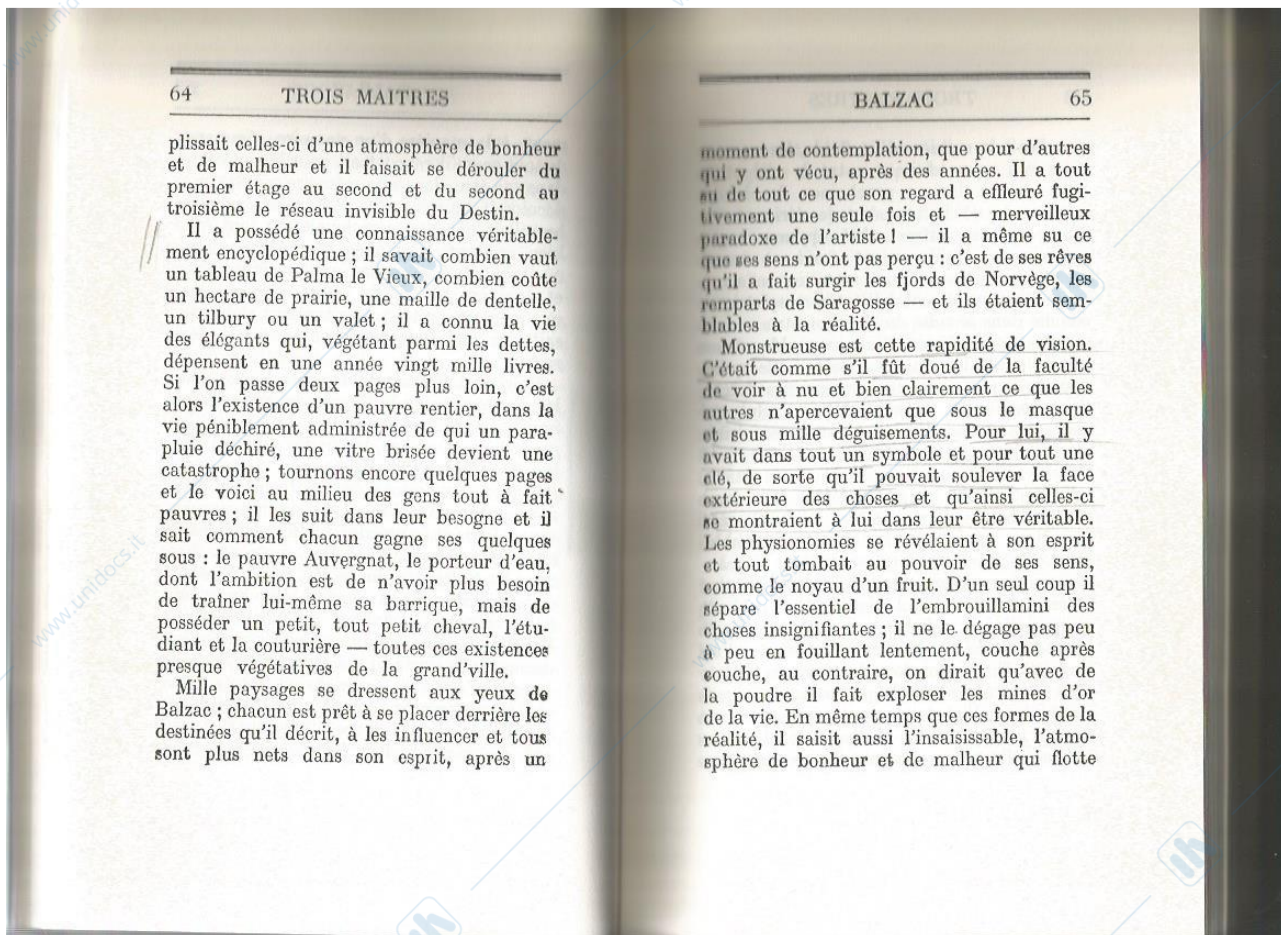 64 TROIS MAITRES
plissait celles-ci d'une atmosphère de bonheur
et de malheur et il faisait se dérouler du
premier étage au second et du second au
troisième le réseau invisible du Destin.
Il a possédé une connaissance véritable-
ment encyclopédique ; il savait combien vaut
un tableau de Palma le Vieux, combien coûte
un hectare de prairie, une maille de dentelle,
un tilbury ou un valet ; il a connu la vie
des élégants qui, végétant parmi les dettes,
dépensent en une année vingt mille livres.
Si l'on passe deux pages plus loin, c'est
alors l'existence d'un pauvre rentier, dans la
vie péniblement administrée de qui un para-
pluie déchiré, une vitre brisée devient une
catastrophe ; tournons encore quelques pages
et le voici au milieu des gens tout à fait
pauvres ; il les suit dans leur besogne et il
sait comment chacun gagne ses quelques
sous : le pauvre Auvergnat, le porteur d'eau,
dont l'ambition est de n'avoir plus besoin
de traîner lui-même sa barrique, mais de
posséder un petit, tout petit cheval, l'étu-
diant et la couturière — toutes ces existences
presque végétatives de la grand'ville.
Mille paysages se dressent aux yeux de
Balzac ; chacun est prêt à se placer derrière les
destinées qu'il décrit, à les influencer et tous
sont plus nets dans son esprit, après un
BALZAC 65
moment de contemplation, que pour d'autres
qui y ont vécu, après des années. Il a tout
su de tout ce que son regard a effleuré fugi-
tivement une seule fois et — merveilleux
paradoxe de l'artiste ! — il a même su ce
que ses sens n'ont pas perçu : c'est de ses rêves
qu'il a fait surgir les fjords de Norvège, les
remparts de Saragosse — et ils étaient sem-
blables à la réalité.
Monstrueuse est cette rapidité de vision.
C'était comme s'il fût doué de la faculté
de voir à nu et bien clairement ce que les
autres n'apercevaient que sous le masque
et sous mille déguisements. Pour lui, il y
avait dans tout un symbole et pour tout une
clé, de sorte qu'il pouvait soulever la face
extérieure des choses et qu'ainsi celles-ci
se montraient à lui dans leur être véritable.
Les physionomies se révélaient à son esprit
et tout tombait au pouvoir de ses sens,
comme le noyau d'un fruit. D'un seul coup il
sépare l'essentiel de l'embrouillamini des
choses insignifiantes ; il ne le dégage pas peu
à peu en fouillant lentement, couche après
couche, au contraire, on dirait qu'avec de
la poudre il fait exploser les mines d'or
de la vie. En même temps que ces formes de la
réalité, il saisit aussi l'insaisissable, l'atmo-
sphère de bonheur et de malheur qui flotte
www.unidocs.it